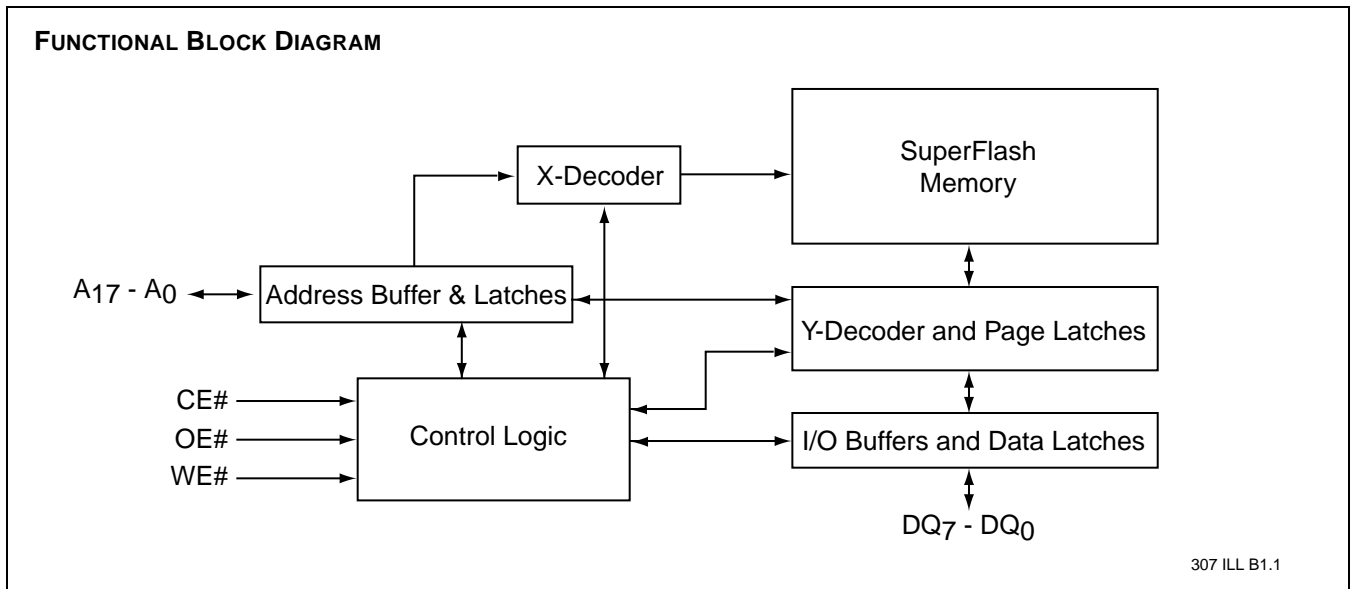 FUNCTIONAL BLOCK DIAGRAM
SuperFlash
Memory
X-Decoder
A17 - A0
Address Buffer & Latches
Y-Decoder and Page Latches
CE#
OE#
WE#
Control Logic
I/O Buffers and Data Latches
DQ7 - DQ0
307 ILL B1.1